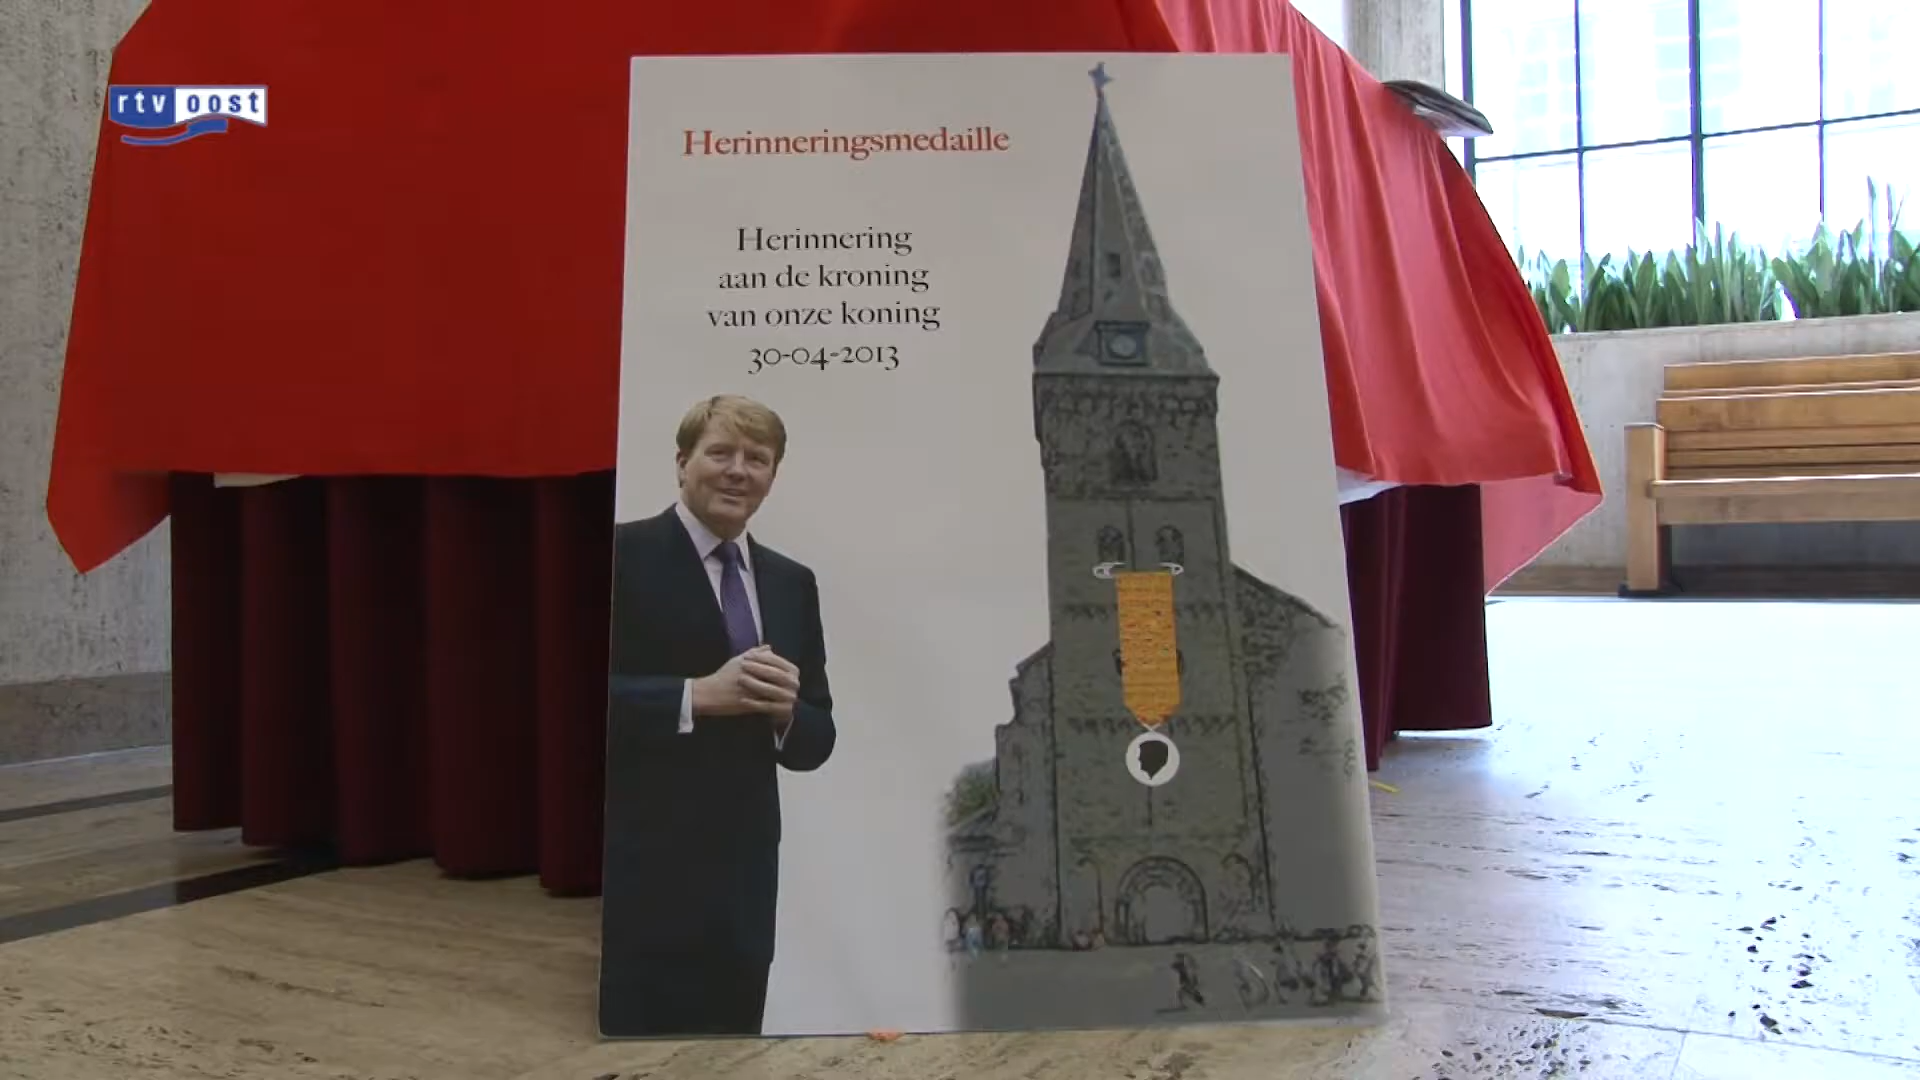 rtv oost
Herinneringsmedaille
Herinnering
aan de kroning
van onze koning
30-04-2013